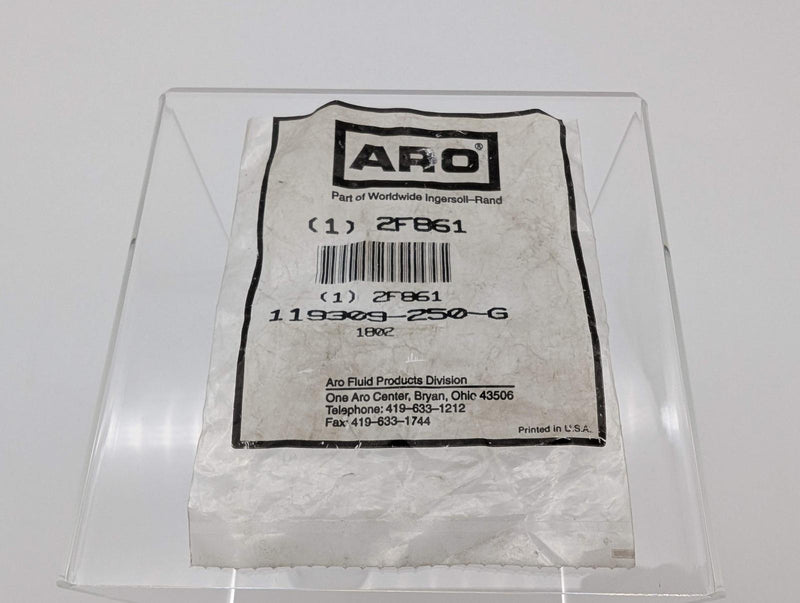 ARO®
Part of Worldwide Ingersoll-Rand
(1) 2F861
(1) 2F861
119309-250-G
1802
Aro Fluid Products Division
One Aro Center, Bryan, Ohio 43506
Telephone: 419-633-1212
Fax: 419-633-1744
Printed in U.S.A.